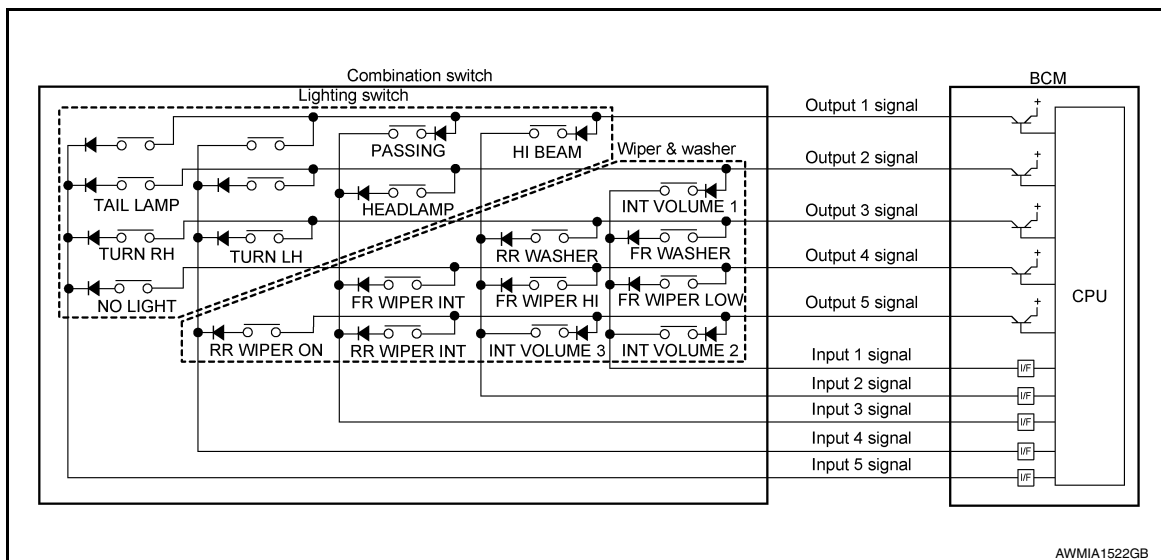 Combination switch
BCM
Lighting switch
Output 1 signal
+
PASSING
HI BEAM
Wiper & washer
Output 2 signal
+
TAIL LAMP
HEADLAMP
INT VOLUME 1
Output 3 signal
+
TURN RH
TURN LH
RR WASHER
FR WASHER
Output 4 signal
+
NO LIGHT
FR WIPER INT
FR WIPER HI
FR WIPER LOW
CPU
Output 5 signal
+
RR WIPER ON
RR WIPER INT
INT VOLUME 3
INT VOLUME 2
Input 1 signal
I/F
Input 2 signal
I/F
Input 3 signal
I/F
Input 4 signal
I/F
Input 5 signal
I/F
AWMIA1522GB